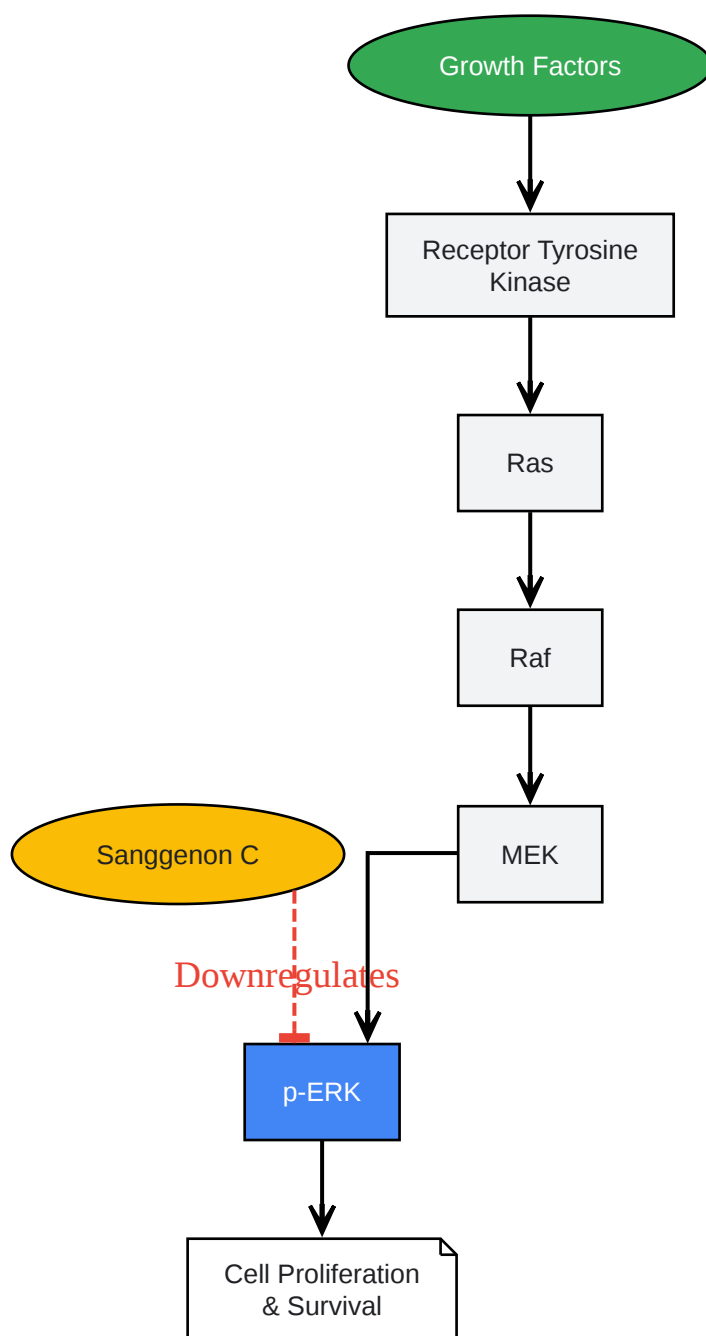 Growth Factors
Receptor Tyrosine
Kinase
Ras
Raf
MEK
Sanggenon C
Downregulates
p-ERK
Cell Proliferation
& Survival